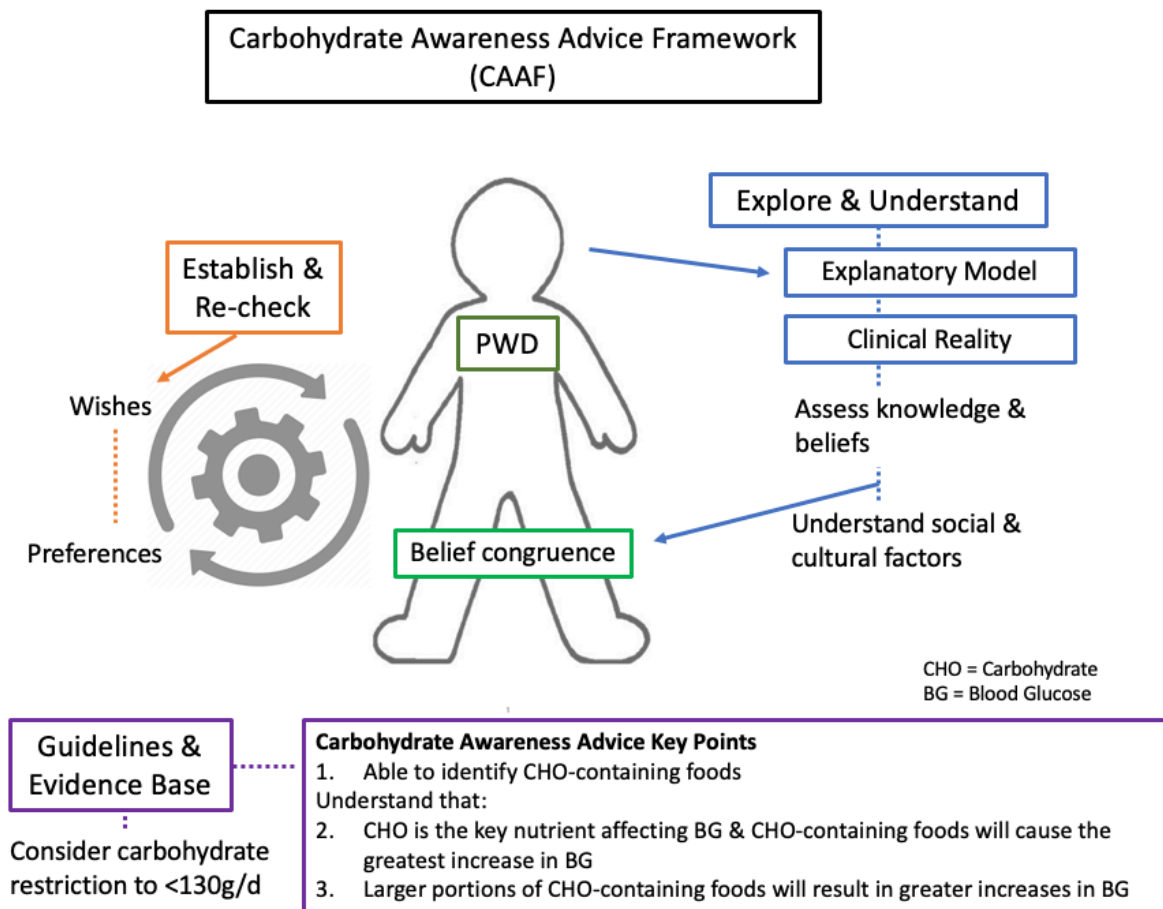 Carbohydrate Awareness Advice Framework
(CAAF)
Explore & Understand
Explanatory Model
Clinical Reality
Assess knowledge &
beliefs
Understand social &
cultural factors
Establish &
Re-check
Wishes
Preferences
PWD
Belief congruence
CHO = Carbohydrate
BG = Blood Glucose
Guidelines &
Evidence Base
Consider carbohydrate
restriction to <130g/d
Carbohydrate Awareness Advice Key Points
1. Able to identify CHO-containing foods
Understand that:
2. CHO is the key nutrient affecting BG & CHO-containing foods will cause the
greatest increase in BG
3. Larger portions of CHO-containing foods will result in greater increases in BG